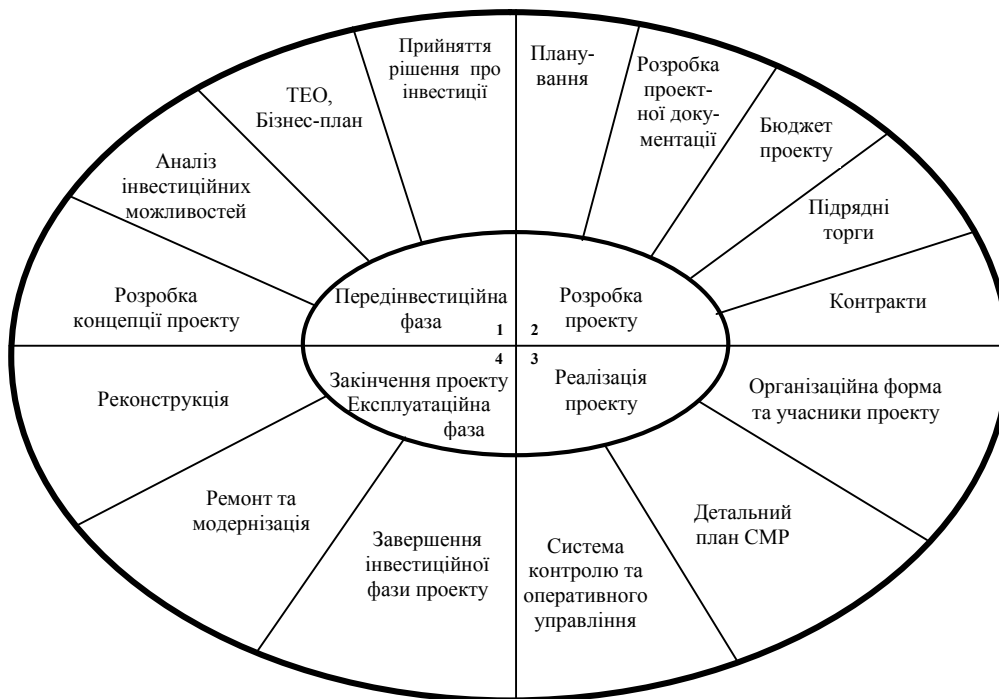 Прийняття
рішення про
інвестиції
Плану-
вання
Розробка
проект-
ної доку-
ментації
ТЕО,
Бізнес-план
Бюджет
проекту
Аналіз
інвестиційних
можливостей
Підрядні
торги
Розробка
концепції проекту
Контракти
Передінвестиційна
фаза
1
2
Розробка
проекту
4
3
Закінчення проекту
Експлуатаційна
фаза
Реалізація
проекту
Реконструкція
Організаційна форма
та учасники проекту
Ремонт та
модернізація
Детальний
план СМР
Завершення
інвестиційної
фази проекту
Система
контролю та
оперативного
управління